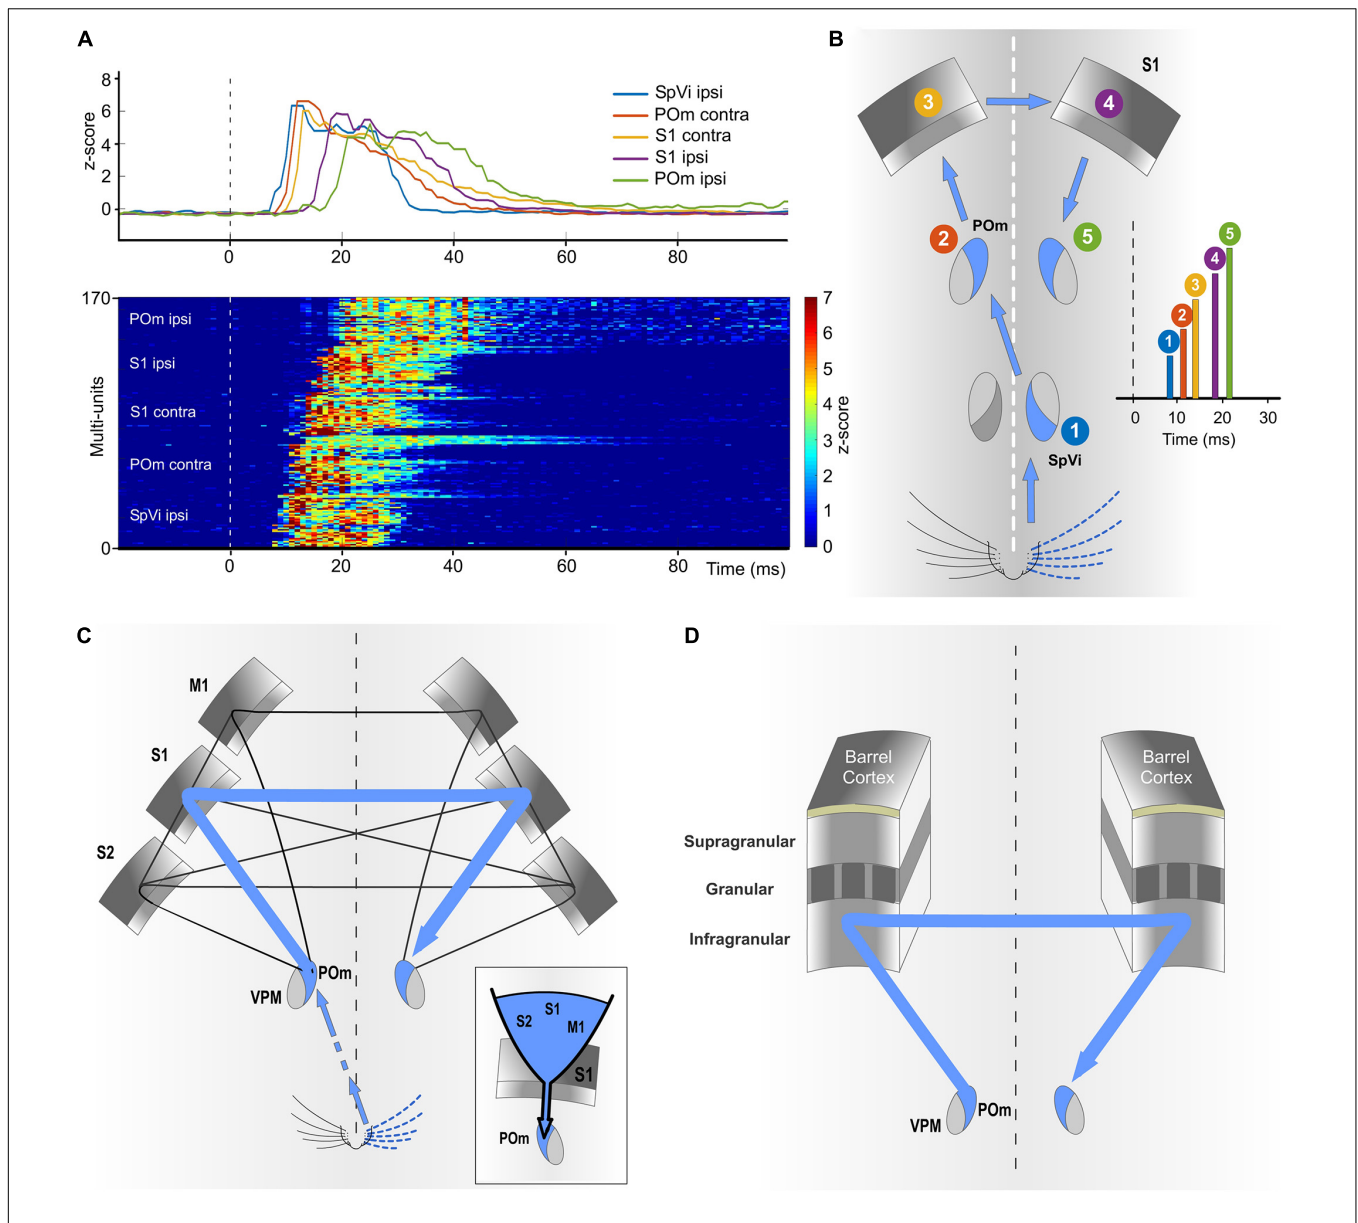 A
8
6
4
2
0
z-score
0
20
40
60
80
SpVi ipsi
POm contra
S1 contra
S1 ipsi
POm ipsi
170
0
Multi-units
POm ipsi
S1 ipsi
S1 contra
POm contra
SpVi ipsi
0
20
40
60
80
Time (ms)
7
6
5
4
3
2
1
0
z-score
B
S1
3
4
POm
2
5
1
SpVi
1
2
3
4
5
0
10
20
30
Time (ms)
C
M1
S1
S2
POm
VPM
S2
S1
M1
S1
POm
D
Barrel
Cortex
Barrel
Cortex
Supragranular
Granular
Infragranular
VPM
POm